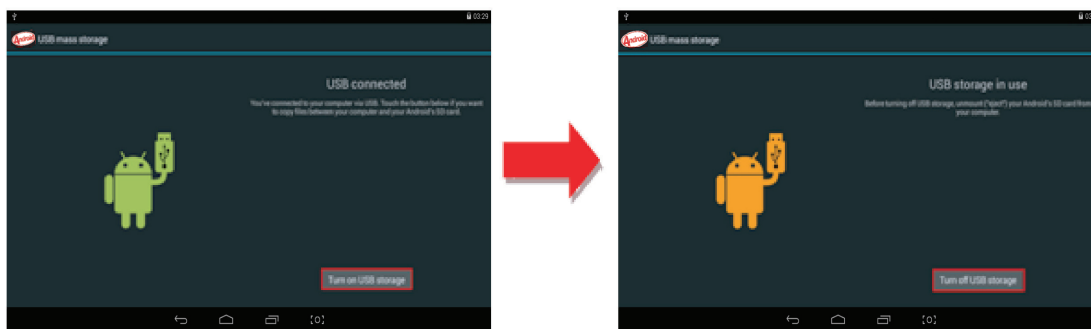 03:29
Android USB mass storage
USB connected
You've connected to your computer via USB. Touch the button below if you want
to copy files between your computer and your Android's SD card.
Turn on USB storage
03
Android USB mass storage
USB storage in use
Before turning off USB storage, unmount ("eject") your Android's SD card from
your computer.
Turn off USB storage